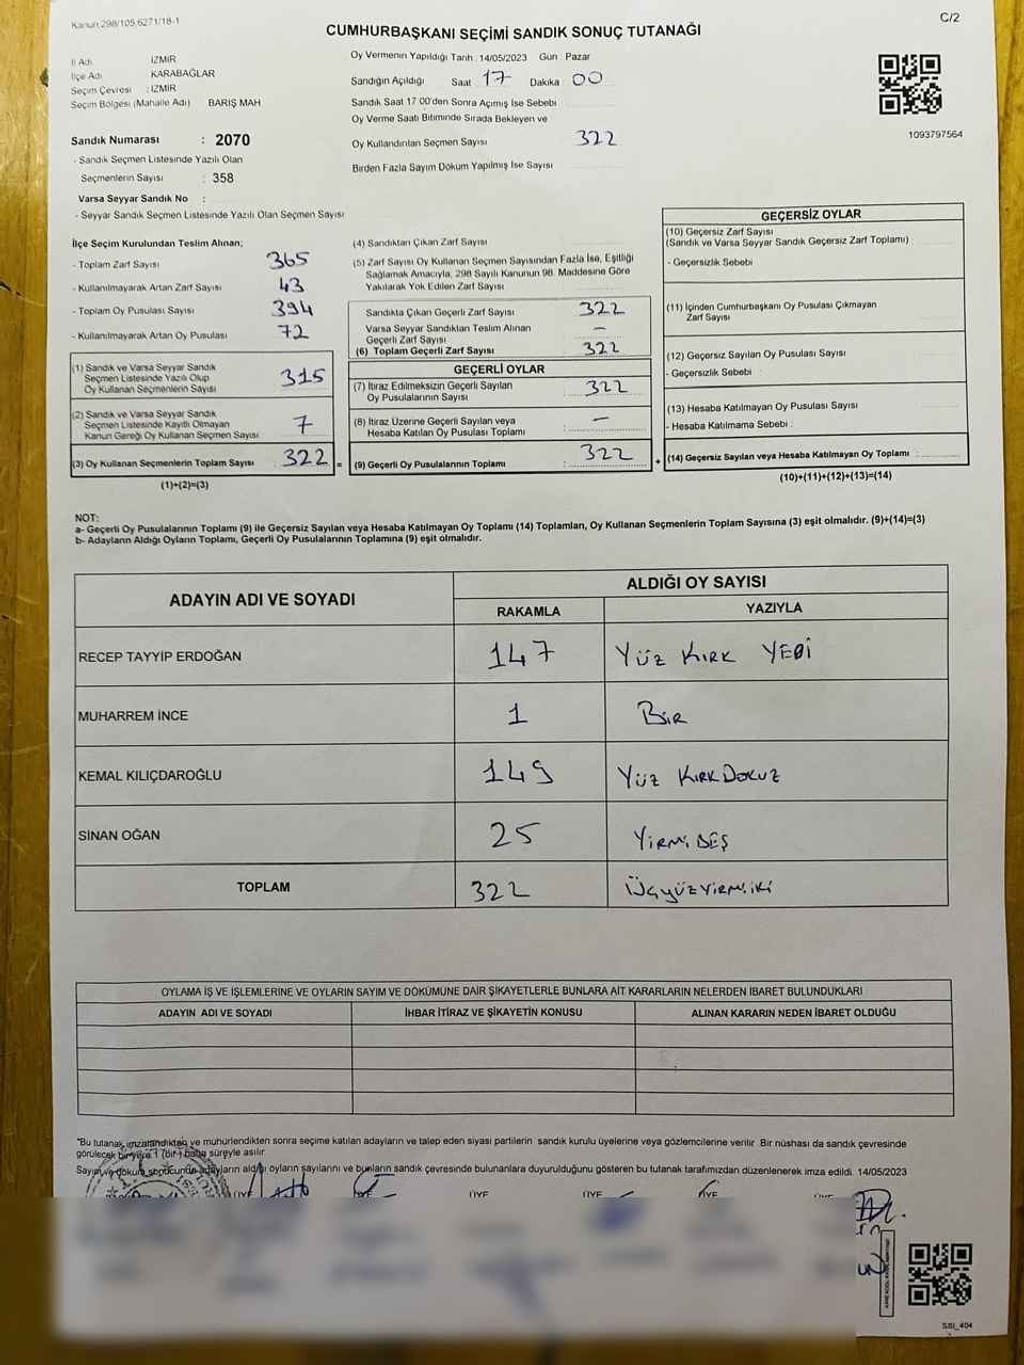 Kanun,298/105,6271/18-1
C/2
CUMHURBAŞKANI SEÇİMİ SANDIK SONUÇ TUTANAĞI
İl Adı : İZMİR
İlçe Adı : KARABAĞLAR
Seçim Çevresi : İZMİR
Seçim Bölgesi (Mahalle Adı) BARIŞ MAH
Sandık Numarası : 2070
- Sandık Seçmen Listesinde Yazılı Olan
Seçmenlerin Sayısı : 358
Varsa Seyyar Sandık No :
- Seyyar Sandık Seçmen Listesinde Yazılı Olan Seçmen Sayısı
Oy Vermenin Yapıldığı Tarih : 14/05/2023 Gün : Pazar
Sandığın Açıldığı Saat 17 Dakika 00
Sandık Saat 17 00'den Sonra Açılmış İse Sebebi
Oy Verme Saati Bitiminde Sırada Bekleyen ve
Oy Kullandırılan Seçmen Sayısı 322
Birden Fazla Sayım Döküm Yapılmış İse Sayısı
1093797564
İlçe Seçim Kurulundan Teslim Alınan;
- Toplam Zarf Sayısı 365
- Kullanılmayarak Artan Zarf Sayısı 43
- Toplam Oy Pusulası Sayısı 394
- Kullanılmayarak Artan Oy Pusulası 72
(1) Sandık ve Varsa Seyyar Sandık
Seçmen Listesinde Yazılı Olup
Oy Kullanan Seçmenlerin Sayısı 315
(2) Sandık ve Varsa Seyyar Sandık
Seçmen Listesinde Kayıtlı Olmayan
Kanun Gereği Oy Kullanan Seçmen Sayısı 7
(3) Oy Kullanan Seçmenlerin Toplam Sayısı 322 =
(1)+(2)=(3)
(4) Sandıktan Çıkan Zarf Sayısı
(5) Zarf Sayısı Oy Kullanan Seçmen Sayısından Fazla İse, Eşitliği
Sağlamak Amacıyla, 298 Sayılı Kanunun 98. Maddesine Göre
Yakılarak Yok Edilen Zarf Sayısı
Sandıkta Çıkan Geçerli Zarf Sayısı 322
Varsa Seyyar Sandıktan Teslim Alınan
Geçerli Zarf Sayısı –
(6) Toplam Geçerli Zarf Sayısı 322
GEÇERLİ OYLAR
(7) İtiraz Edilmeksizin Geçerli Sayılan
Oy Pusulalarının Sayısı : 322
(8) İtiraz Üzerine Geçerli Sayılan veya
Hesaba Katılan Oy Pusulası Toplamı : –
(9) Geçerli Oy Pusulalarının Toplamı : 322 +
GEÇERSİZ OYLAR
(10) Geçersiz Zarf Sayısı
(Sandık ve Varsa Seyyar Sandık Geçersiz Zarf Toplamı) :
- Geçersizlik Sebebi
(11) İçinden Cumhurbaşkanı Oy Pusulası Çıkmayan
Zarf Sayısı
(12) Geçersiz Sayılan Oy Pusulası Sayısı
- Geçersizlik Sebebi :
(13) Hesaba Katılmayan Oy Pusulası Sayısı
- Hesaba Katılmama Sebebi :
(14) Geçersiz Sayılan veya Hesaba Katılmayan Oy Toplamı :
(10)+(11)+(12)+(13)=(14)
NOT:
a- Geçerli Oy Pusulalarının Toplamı (9) ile Geçersiz Sayılan veya Hesaba Katılmayan Oy Toplamı (14) Toplamları, Oy Kullanan Seçmenlerin Toplam Sayısına (3) eşit olmalıdır. (9)+(14)=(3)
b- Adayların Aldığı Oyların Toplamı, Geçerli Oy Pusulalarının Toplamına (9) eşit olmalıdır.
ADAYIN ADI VE SOYADI ALDIĞI OY SAYISI
RAKAMLA YAZIYLA
RECEP TAYYİP ERDOĞAN 147 YÜZ KIRK YEDİ
MUHARREM İNCE 1 BİR
KEMAL KILIÇDAROĞLU 149 YÜZ KIRKDOKUZ
SİNAN OĞAN 25 YİRMİ BEŞ
TOPLAM 322 ÜÇYÜZYİRMİİKİ
OYLAMA İŞ VE İŞLEMLERİNE VE OYLARIN SAYIM VE DÖKÜMÜNE DAİR ŞİKAYETLERLE BUNLARA AİT KARARLARIN NELERDEN İBARET BULUNDUKLARI
ADAYIN ADI VE SOYADI İHBAR İTİRAZ VE ŞİKAYETİN KONUSU ALINAN KARARIN NEDEN İBARET OLDUĞU
*Bu tutanak, imzalandıktan ve mühürlendikten sonra seçime katılan adayların ve talep eden siyasi partilerin sandık kurulu üyelerine veya gözlemcilerine verilir. Bir nüshası da sandık çevresinde
görülecek bir yere 1 (bir) hafta süreyle asılır
Sayım ve döküm sonucunda adayların aldığı oyların sayılarını ve bunların sandık çevresinde bulunanlara duyurulduğunu gösteren bu tutanak tarafımızdan düzenlenerek imza edildi. 14/05/2023
ÜYE ÜYE ÜYE ÜYE ÜYE
SSI_404